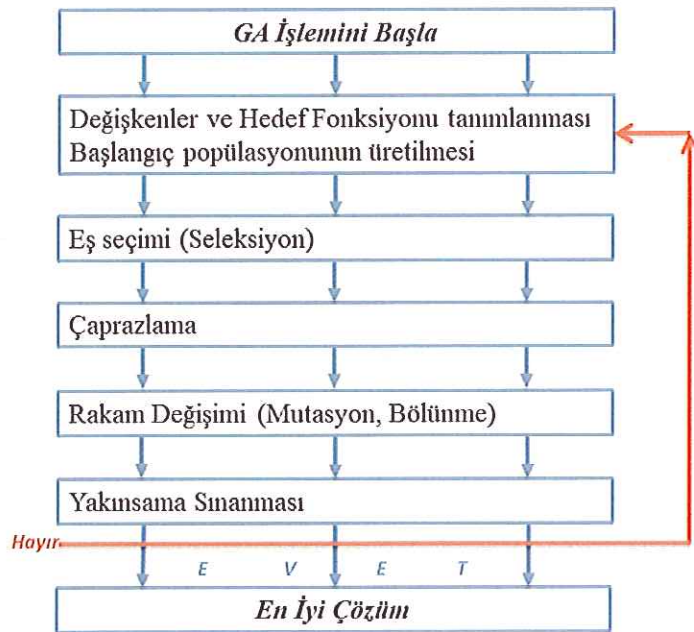 GA İşlemini Başla
Değişkenler ve Hedef Fonksiyonu tanımlanması
Başlangıç popülasyonunun üretilmesi
Eş seçimi (Seleksiyon)
Çaprazlama
Rakam Değişimi (Mutasyon, Bölünme)
Yakınsama Sınanması
Hayır
E V E T
En İyi Çözüm